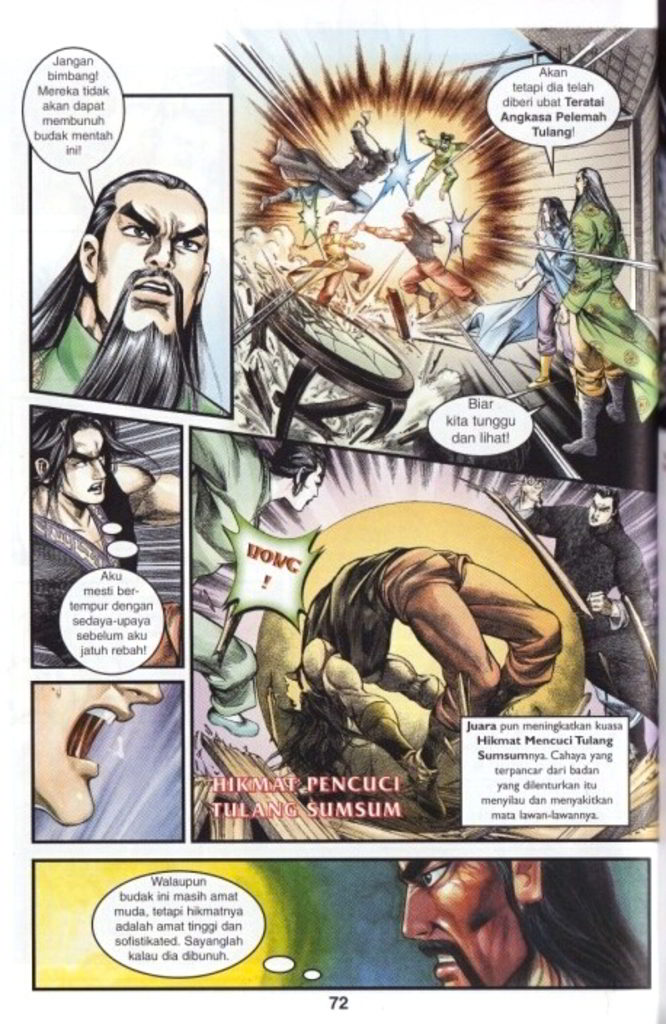 Jangan
bimbang!
Mereka tidak
akan dapat
membunuh
budak mentah
ini!
Akan
tetapi dia telah
diberi ubat Teratai
Angkasa Pelemah
Tulang!
Biar
kita tunggu
dan lihat!
Aku
mesti ber-
tempur dengan
sedaya-upaya
sebelum aku
jatuh rebah!
HONG
!
HIKMAT PENCUCI
TULANG SUMSUM
Juara pun meningkatkan kuasa
Hikmat Mencuci Tulang
Sumsumnya. Cahaya yang
terpancar dari badan
yang dilenturkan itu
menyilau dan menyakitkan
mata lawan-lawannya.
Walaupun
budak ini masih amat
muda, tetapi hikmatnya
adalah amat tinggi dan
sofistikated. Sayanglah
kalau dia dibunuh.
72